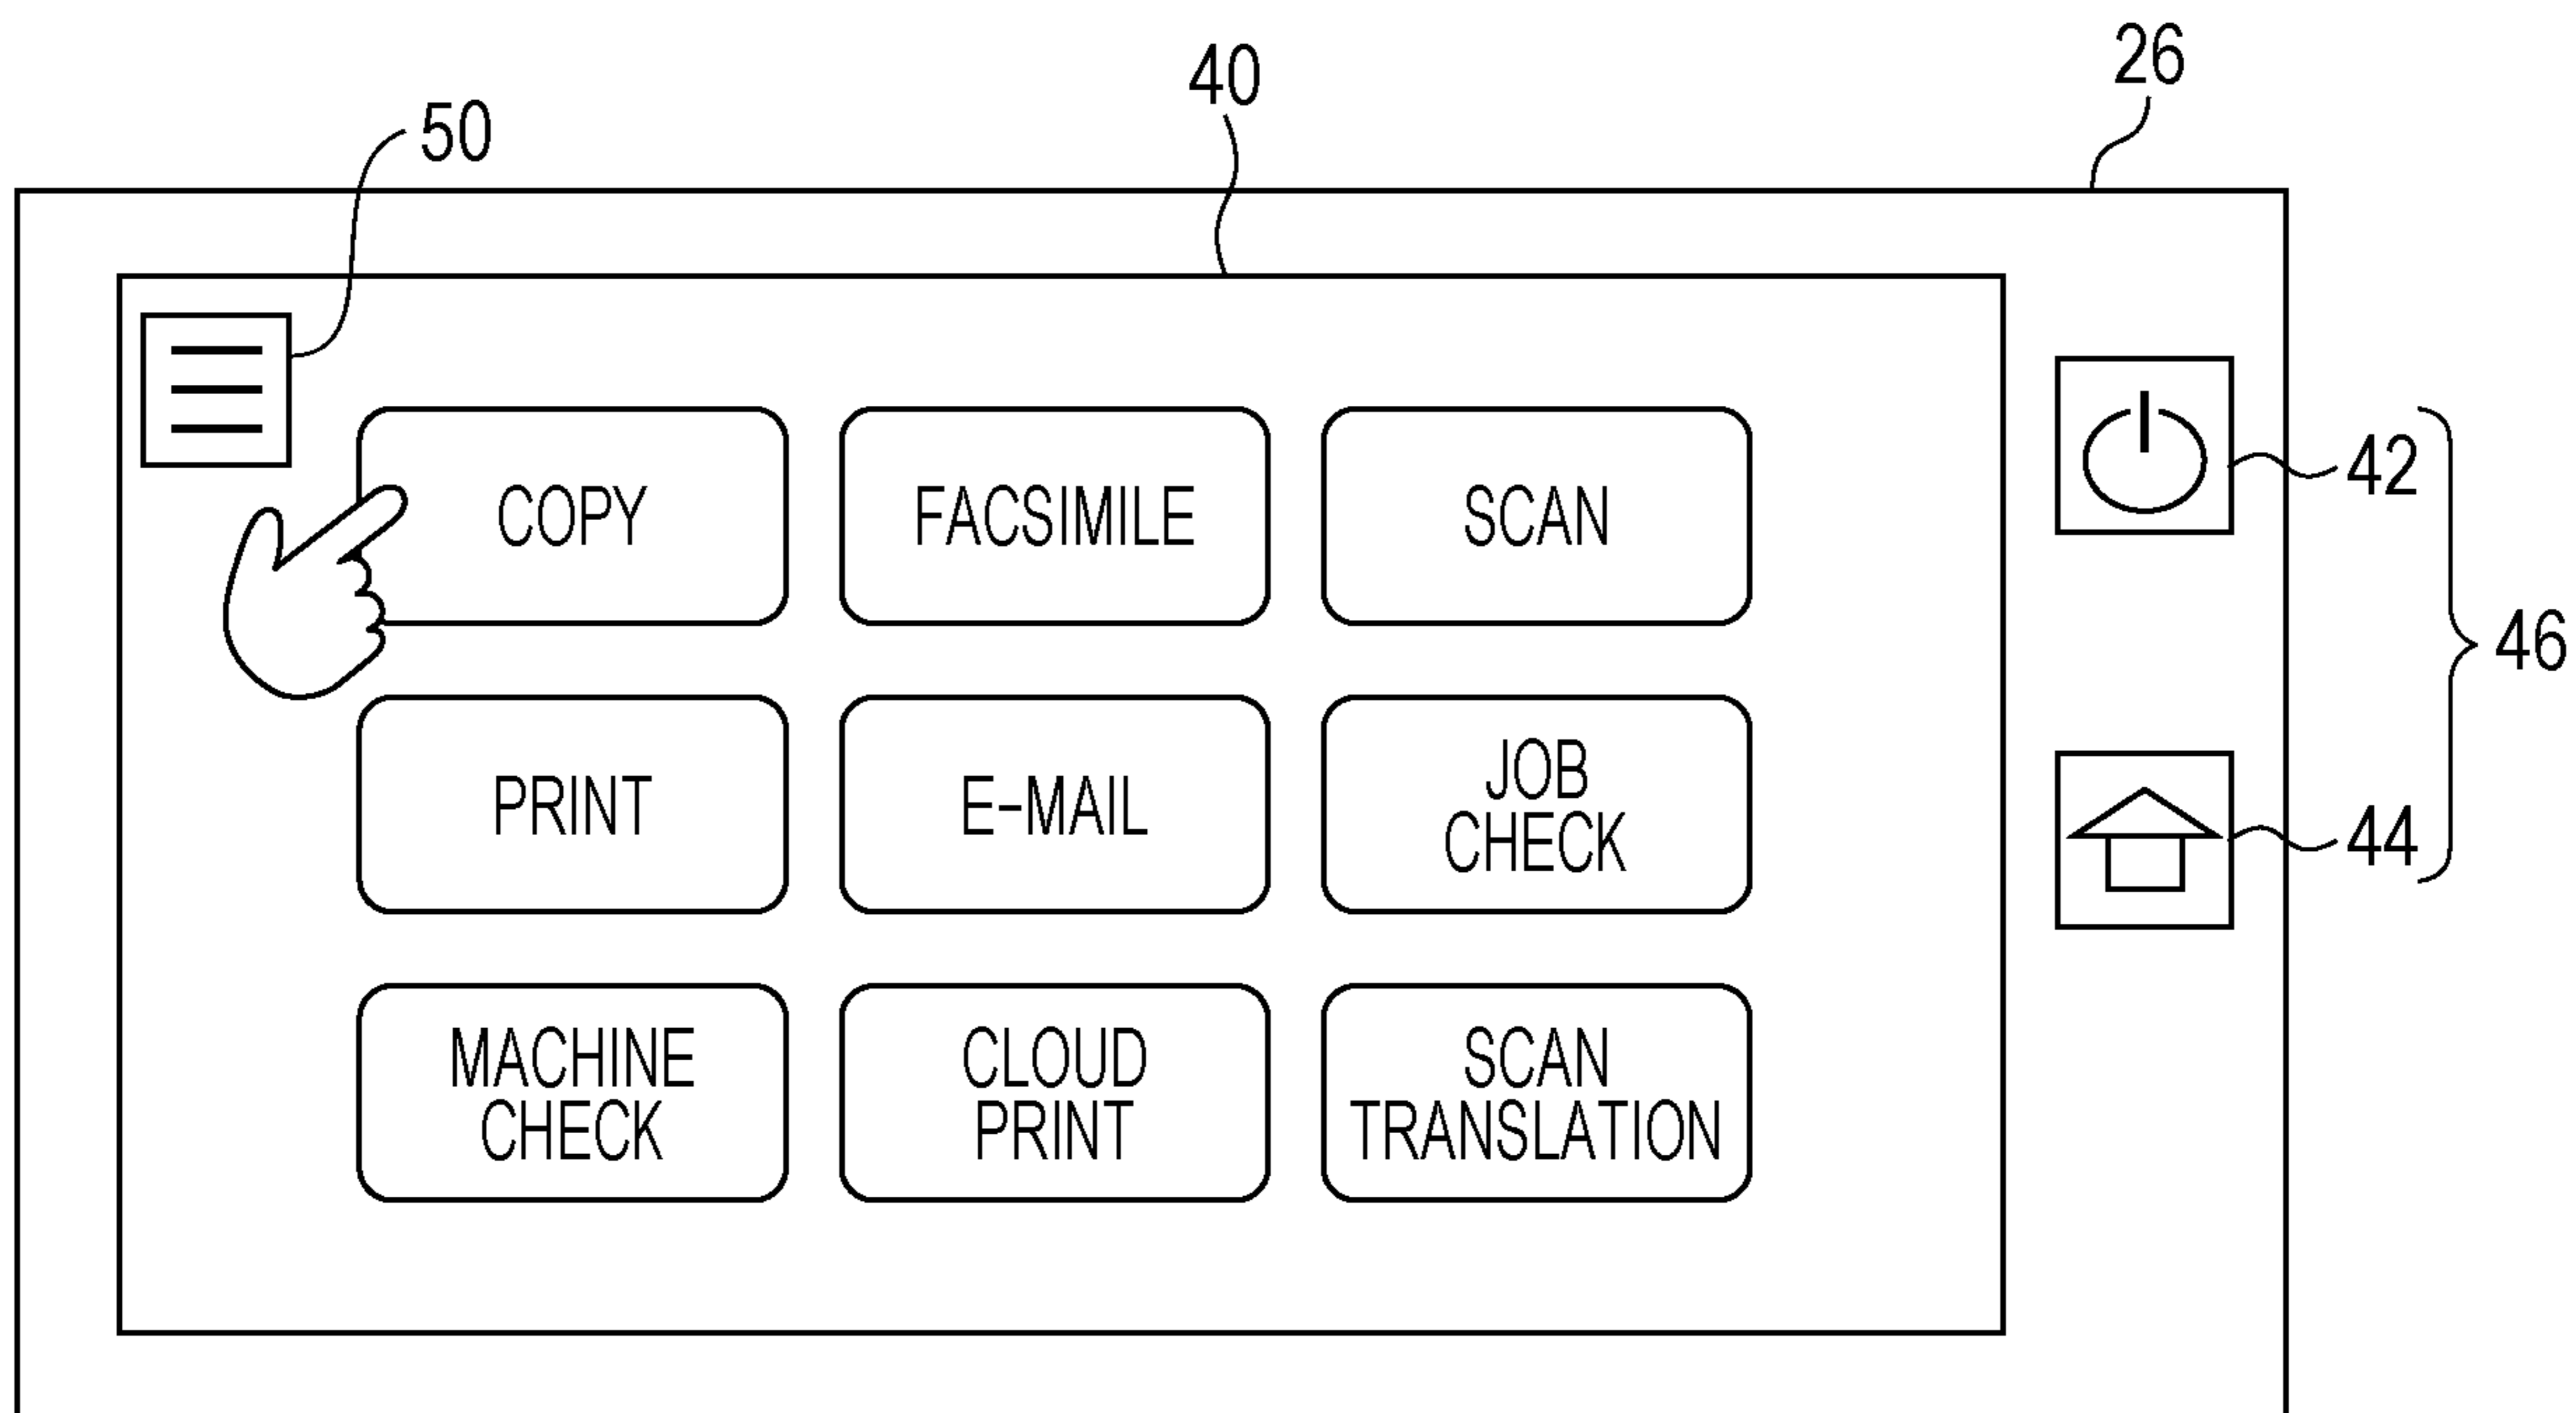 26
40
50
COPY
FACSIMILE
SCAN
42
46
PRINT
E-MAIL
JOB
CHECK
44
MACHINE
CHECK
CLOUD
PRINT
SCAN
TRANSLATION